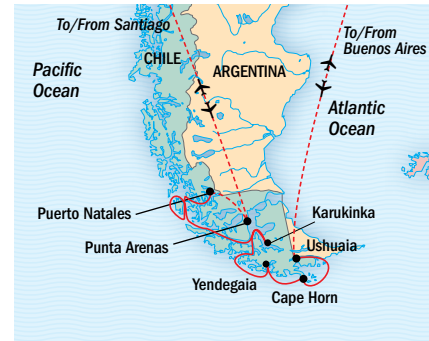 To/From Santiago
To/From
Buenos Aires
CHILE
ARGENTINA
Pacific
Ocean
Atlantic
Ocean
Puerto Natales
Karukinka
Punta Arenas
Ushuaia
Yendegaia
Cape Horn